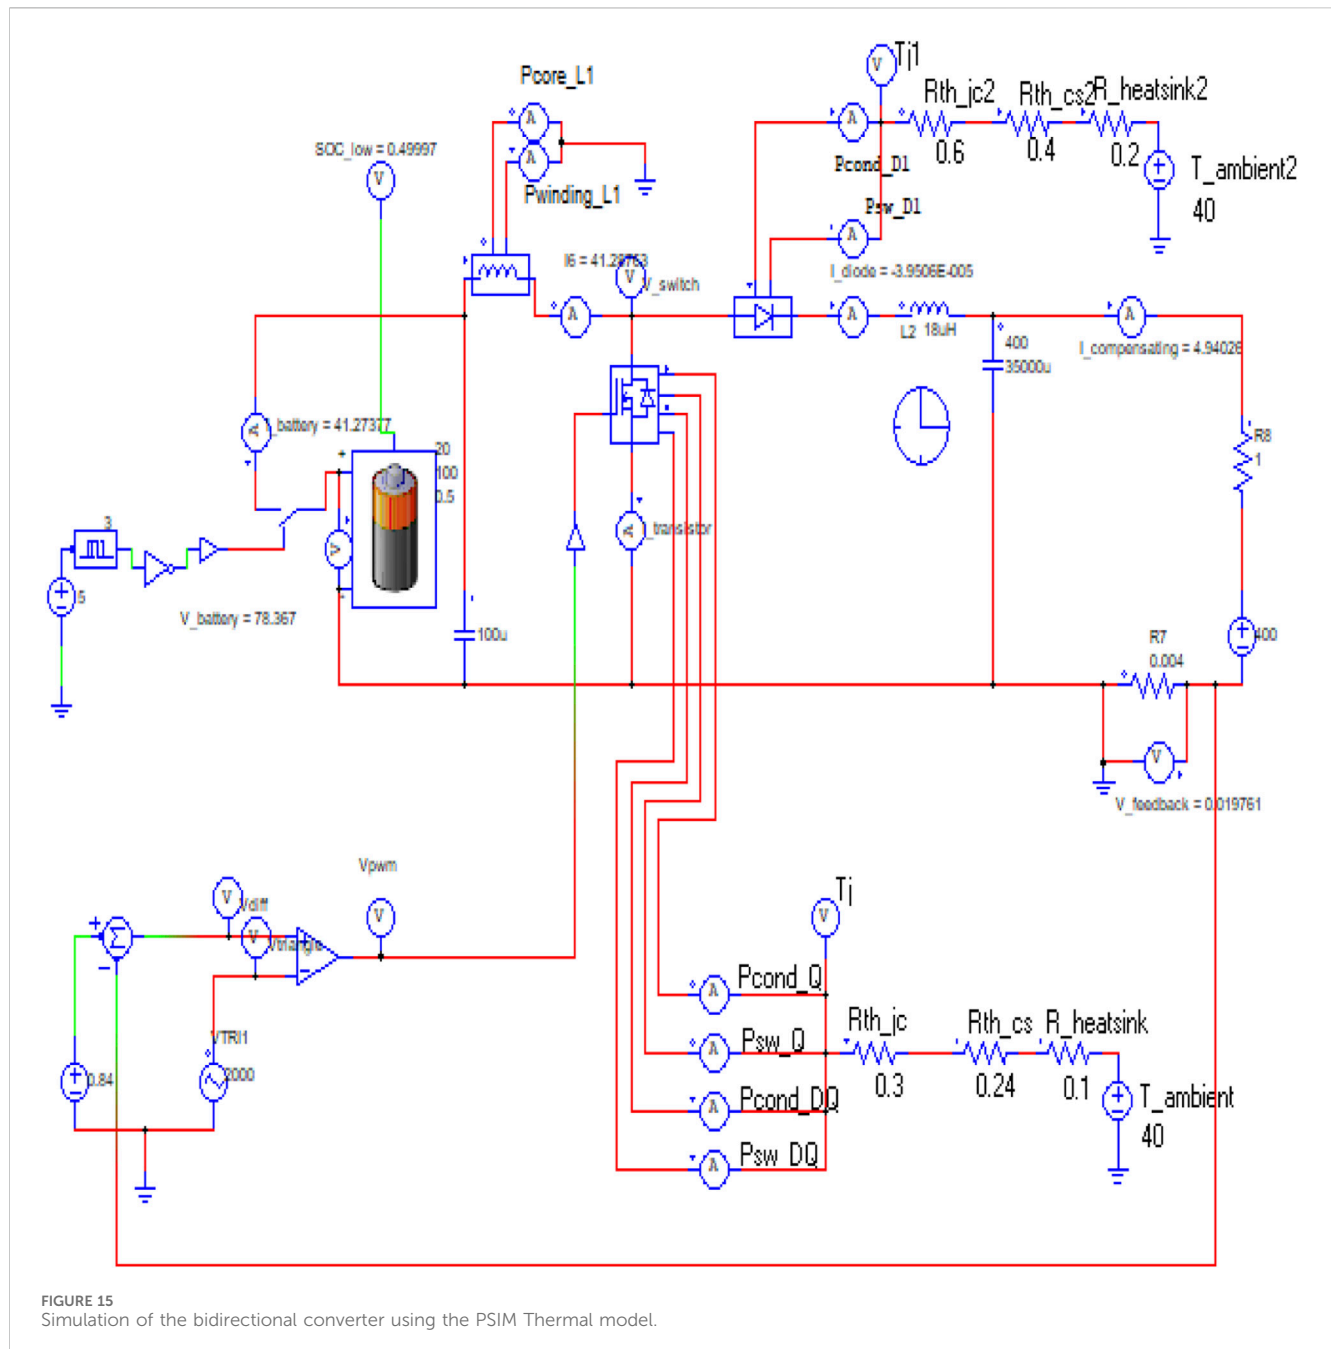 Tj1
Pcore_L1
Rth_jc2
Rth_cs2
R_heatsink2
A
V
SOC_low = 0.49997
0.6
0.4
0.2
Pcond_D1
T_ambient2
40
Pwinding_L1
Psw_D1
I_diode = -3.9506E-005
V_switch
L2
18uH
400
35000u
I_compensating = 4.94026
_battery = 41.27377
20
100
0.5
R8
1
3
_transistor
5
V_battery = 78.367
100u
R7
0.004
400
V_feedback = 0.019761
Vpwm
Tj
Vdiff
Vtriangle
Σ
Pcond_Q
Rth_jc
Rth_cs
R_heatsink
Psw_Q
VTRI1
2000
0.84
0.3
0.24
0.1
Pcond_DQ
T_ambient
40
Psw_DQ
FIGURE 15
Simulation of the bidirectional converter using the PSIM Thermal model.